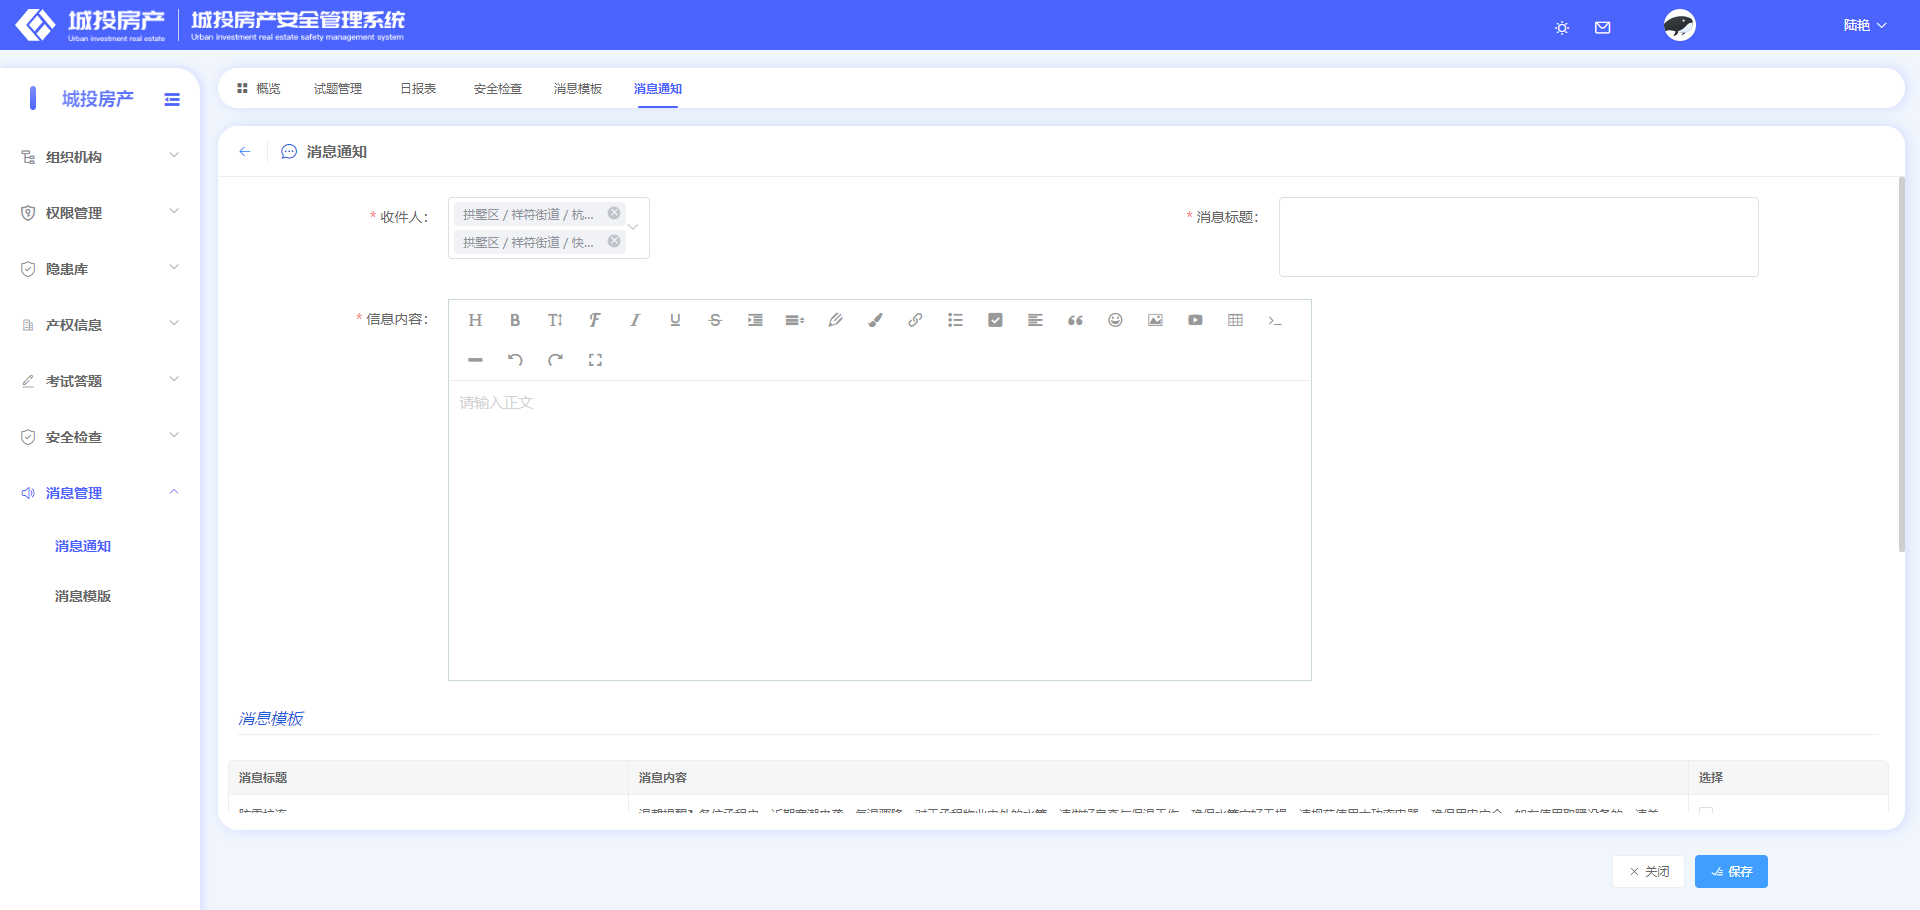 城投房产 城投房产安全管理系统
Urban investment real estate Urban investment real estate safety management system
陆艳
城投房产
组织机构
权限管理
隐患库
产权信息
考试答题
安全检查
消息管理
消息通知
消息模版
概览 试题管理 日报表 安全检查 消息模板 消息通知
消息通知
* 收件人：
拱墅区 / 祥符街道 / 杭...
拱墅区 / 祥符街道 / 快...
* 消息标题：
* 信息内容：
请输入正文
消息模板
消息标题 消息内容 选择
关闭 保存